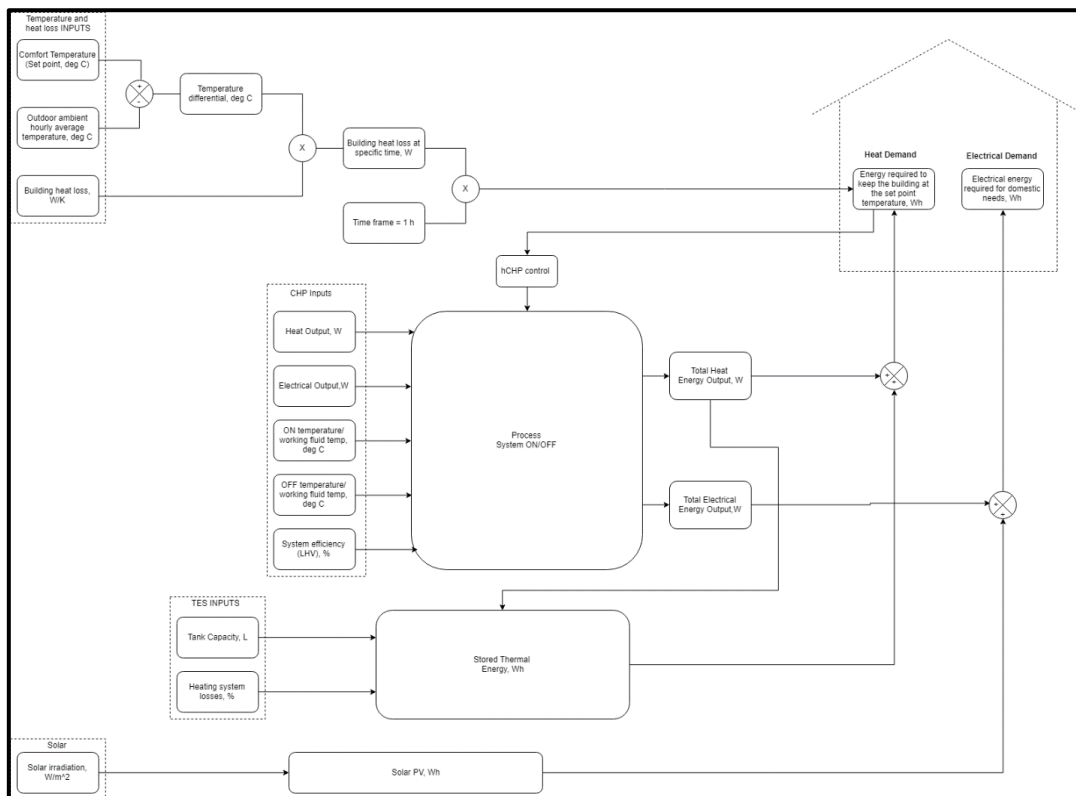 Temperature and
heat loss INPUTS
Comfort Temperature
(Set point, deg C)
+
-
Temperature
differential, deg C
Outdoor ambient
hourly average
temperature, deg C
X
Building heat loss at
specific time, W
Building heat loss,
W/K
X
Time frame = 1 h
Heat Demand
Electrical Demand
Energy required to
keep the building at
the set point
temperature, Wh
Electrical energy
required for domestic
needs, Wh
hCHP control
CHP Inputs
Heat Output, W
Electrical Output,W
ON temperature/
working fluid temp,
deg C
OFF temperature/
working fluid temp,
deg C
System efficiency
(LHV), %
Process
System ON/OFF
Total Heat
Energy Output, W
+
+
Total Electrical
Energy Output,W
+
+
TES INPUTS
Tank Capacity, L
Heating system
losses, %
Stored Thermal
Energy, Wh
Solar
Solar irradiation,
W/m^2
Solar PV, Wh